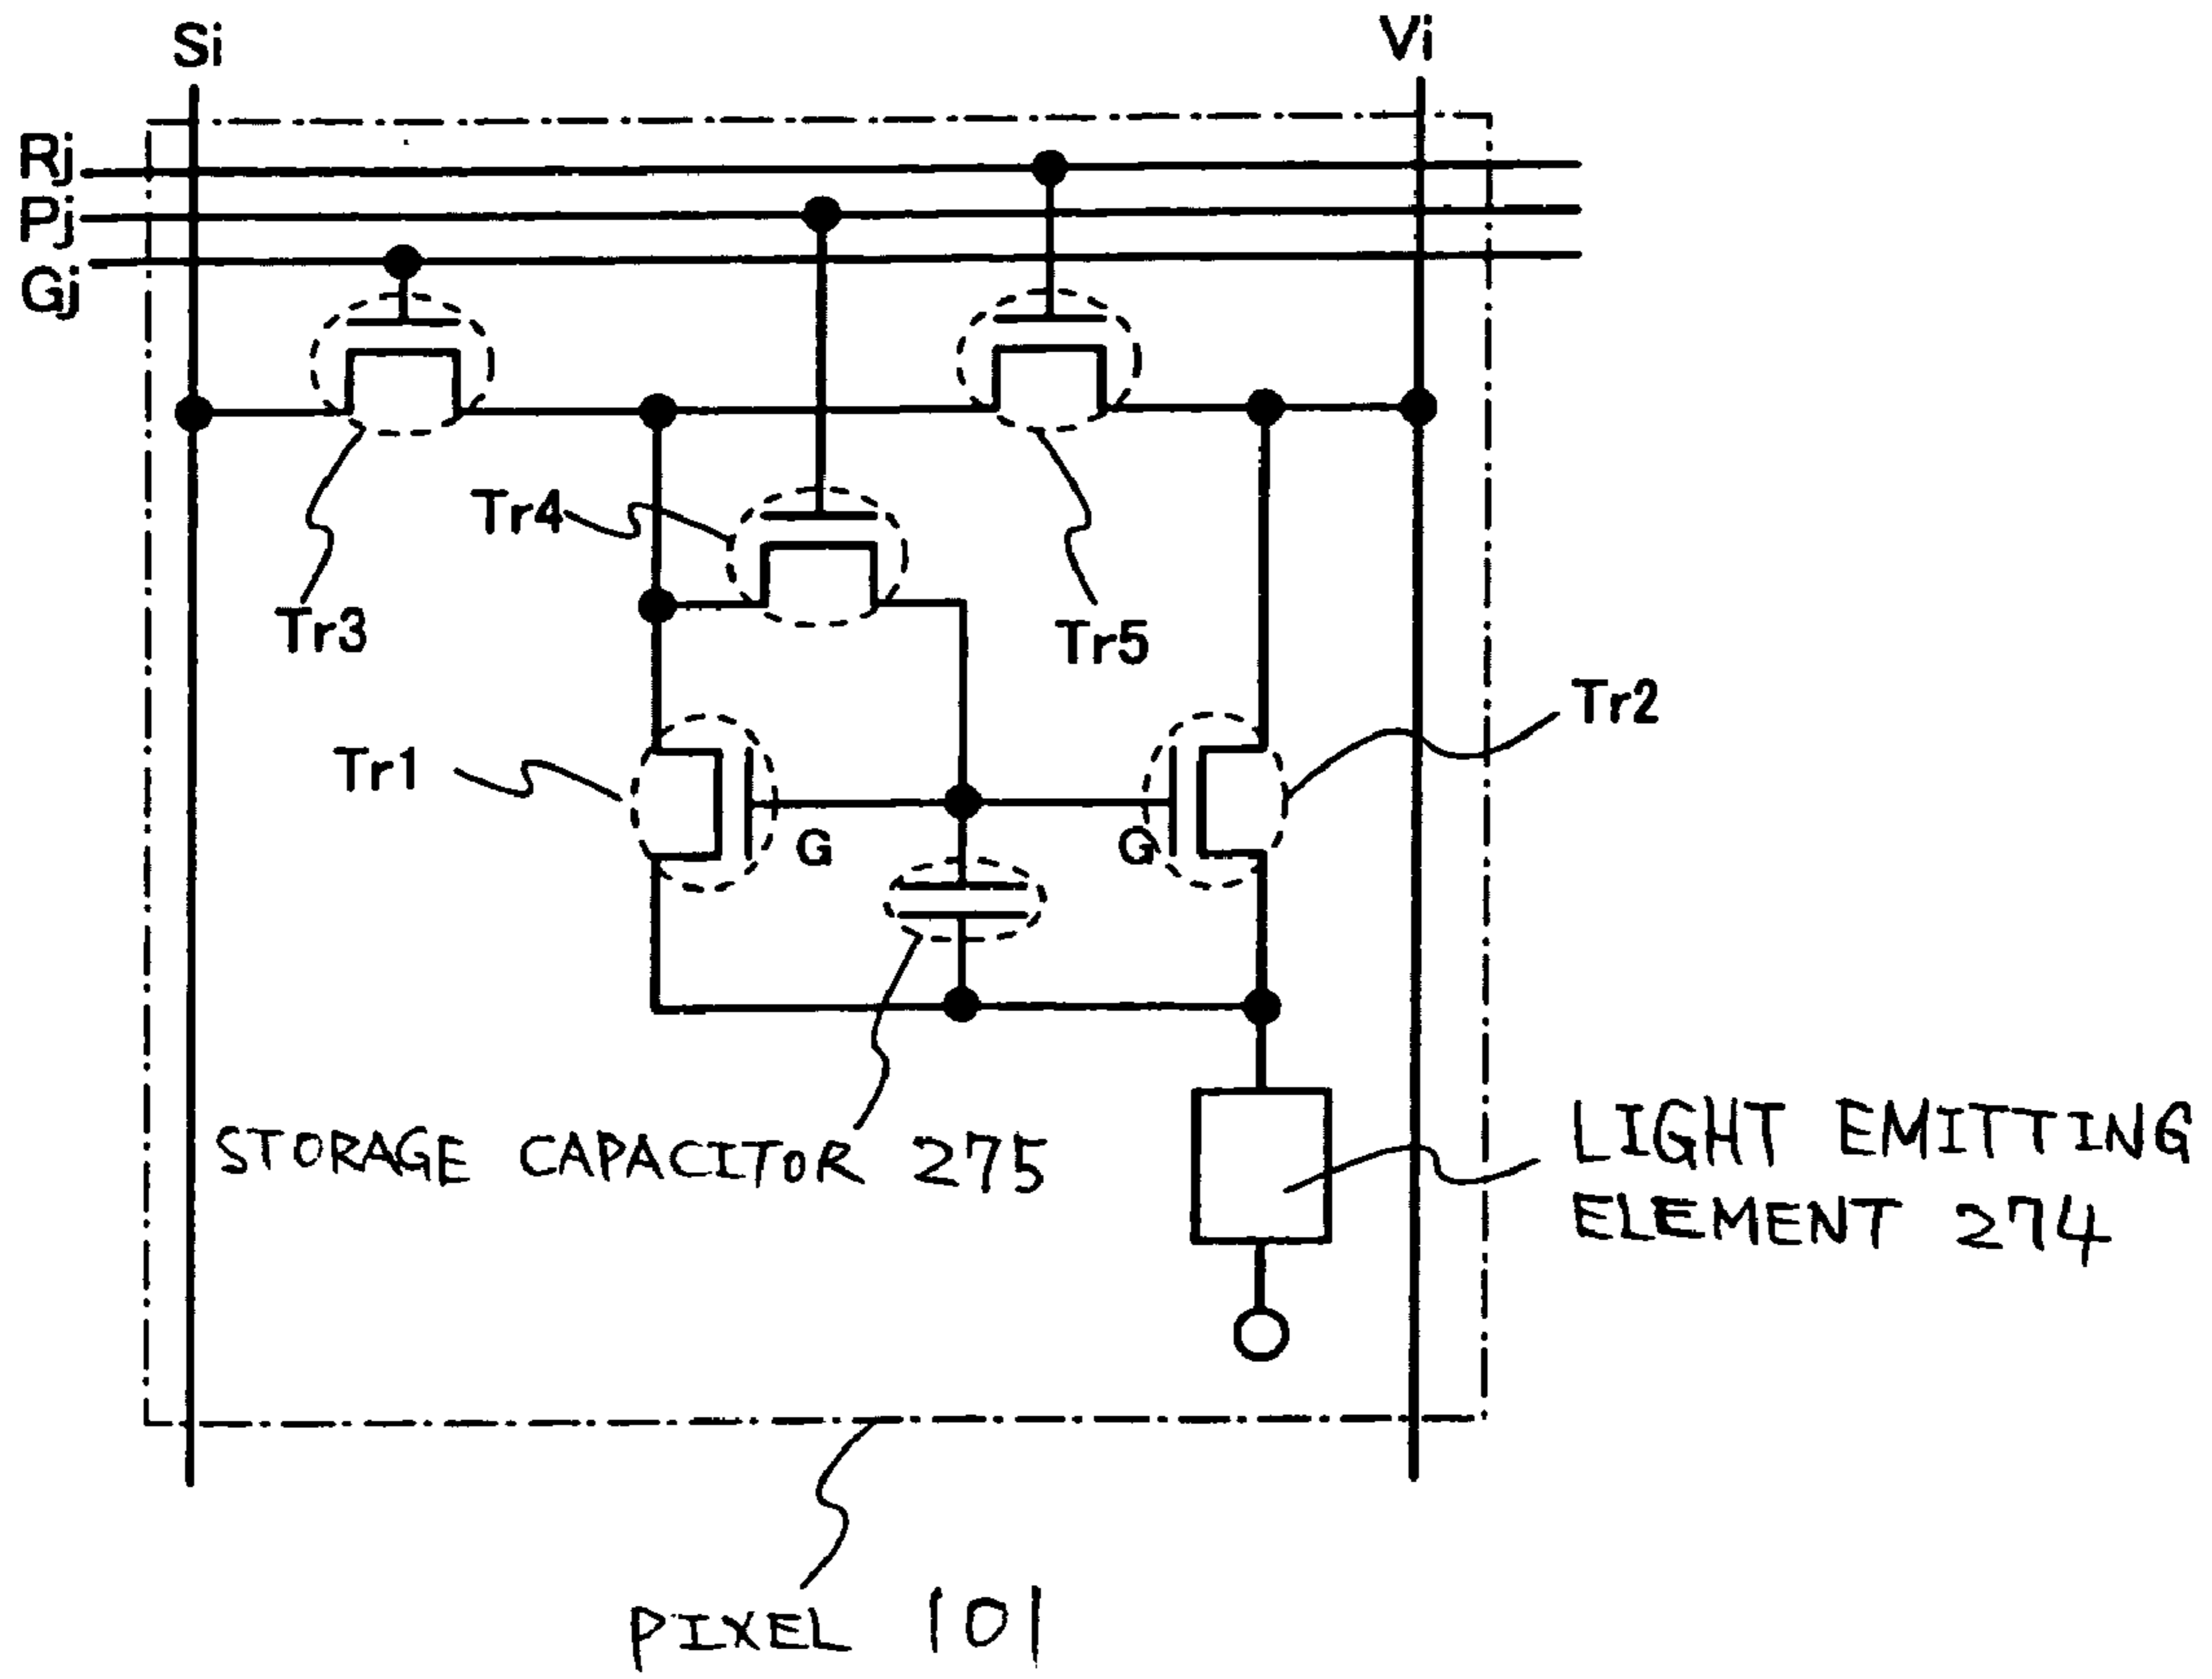 Si
Vi
Rj
Pj
Gj
Tr4
Tr3
Tr5
Tr2
Tr1
G
G
STORAGE CAPACITOR 275
LIGHT EMITTING
ELEMENT 274
PIXEL 101